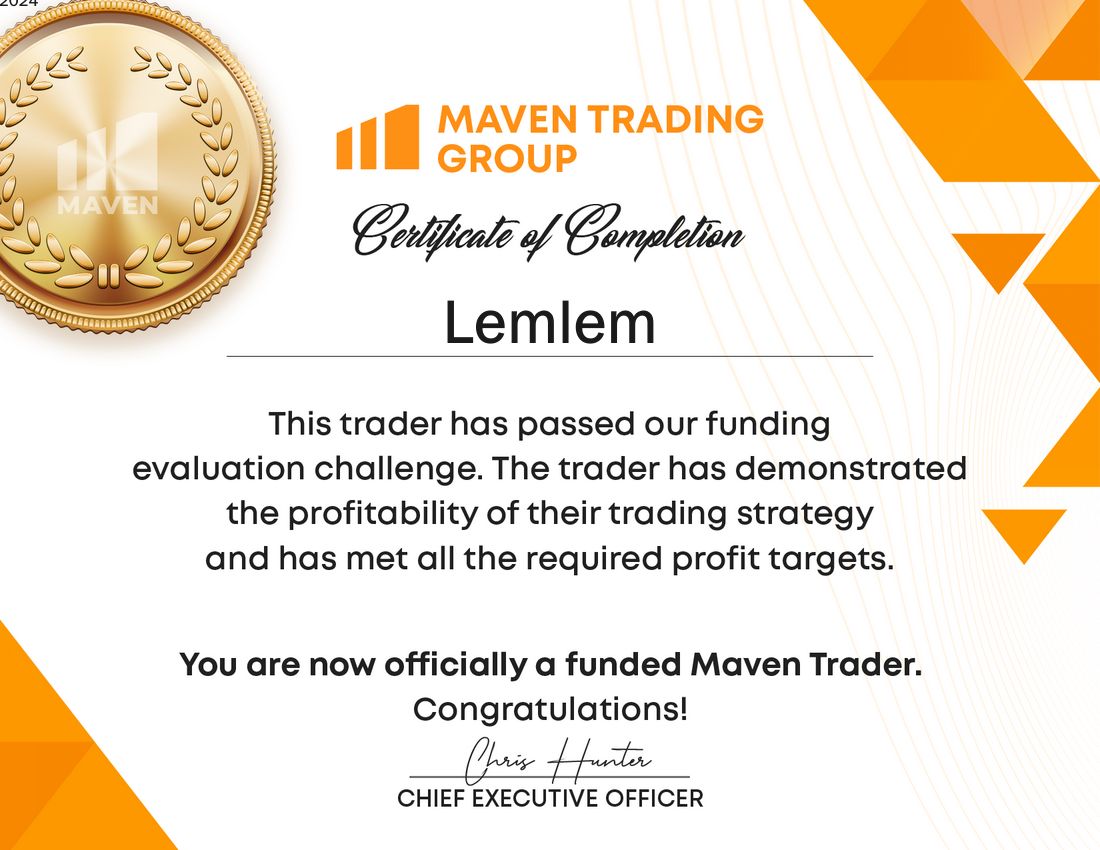 2024
MAVEN
MAVEN TRADING
GROUP
Certificate of Completion
Lemlem
This trader has passed our funding
evaluation challenge. The trader has demonstrated
the profitability of their trading strategy
and has met all the required profit targets.
You are now officially a funded Maven Trader.
Congratulations!
Chris Hunter
CHIEF EXECUTIVE OFFICER